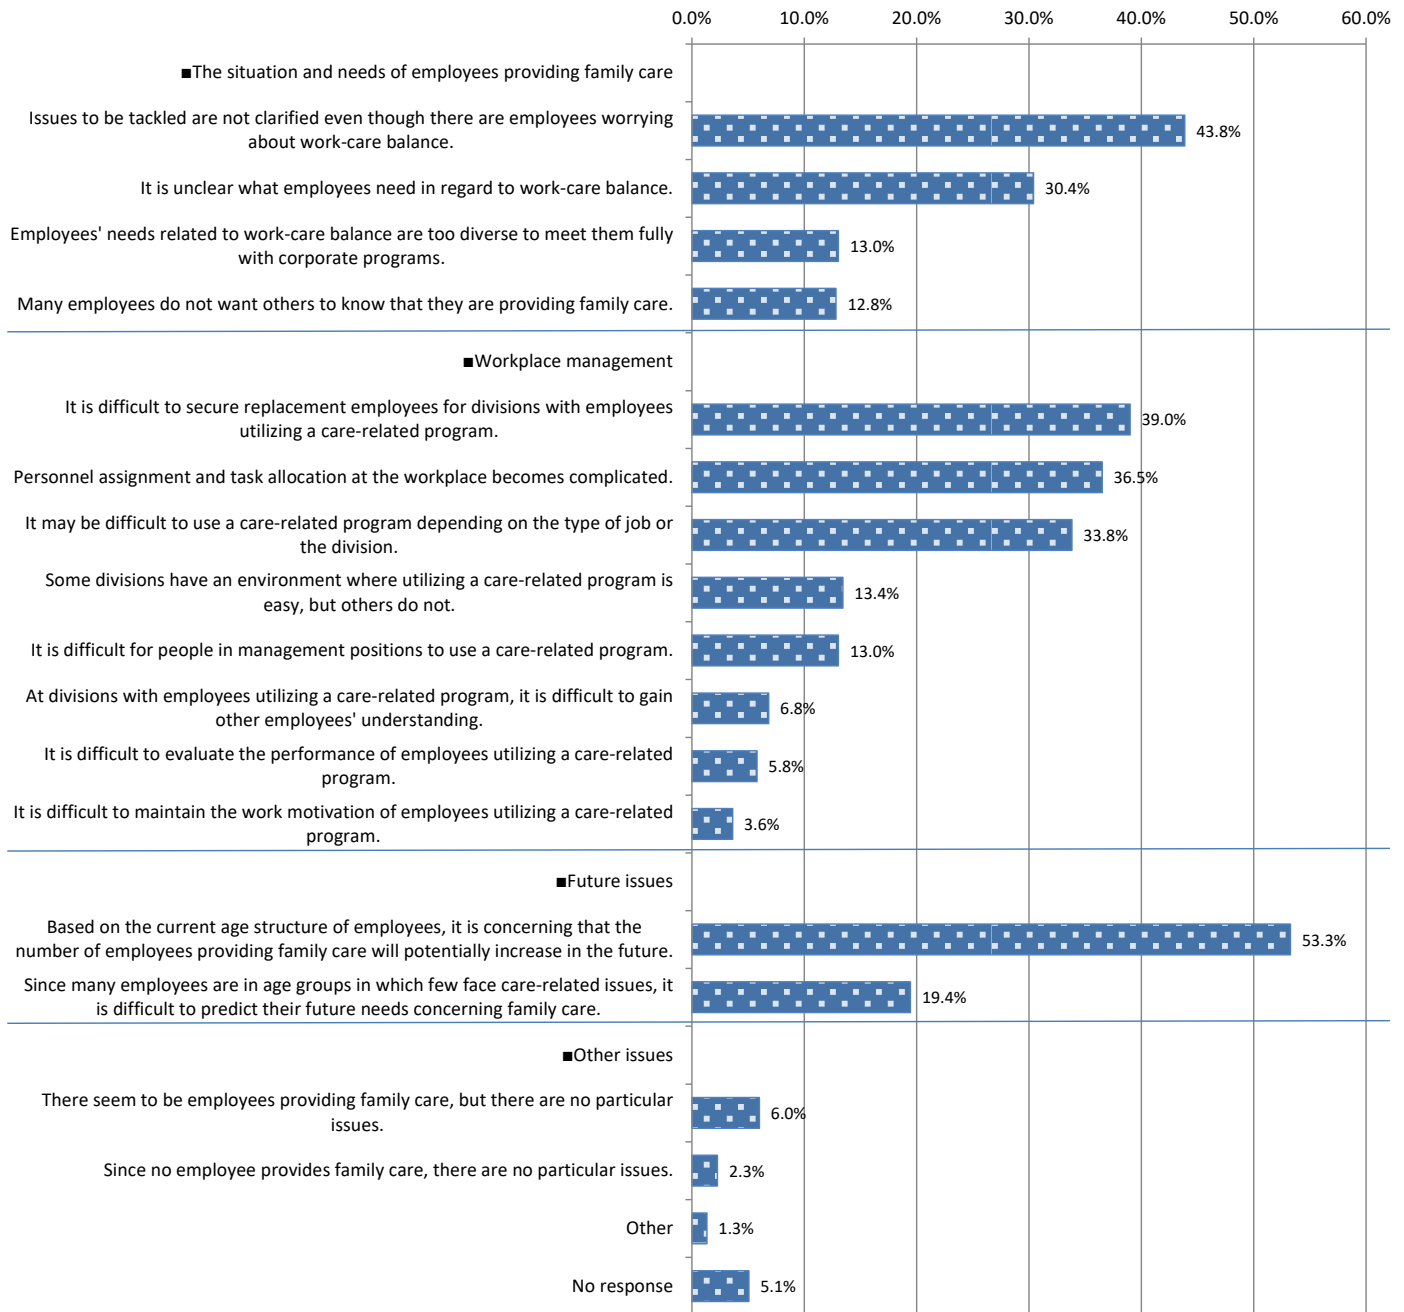 0.0% 10.0% 20.0% 30.0% 40.0% 50.0% 60.0%
■The situation and needs of employees providing family care
Issues to be tackled are not clarified even though there are employees worrying
about work-care balance.
43.8%
It is unclear what employees need in regard to work-care balance.
30.4%
Employees' needs related to work-care balance are too diverse to meet them fully
with corporate programs.
13.0%
Many employees do not want others to know that they are providing family care.
12.8%
■Workplace management
It is difficult to secure replacement employees for divisions with employees
utilizing a care-related program.
39.0%
Personnel assignment and task allocation at the workplace becomes complicated.
36.5%
It may be difficult to use a care-related program depending on the type of job or
the division.
33.8%
Some divisions have an environment where utilizing a care-related program is
easy, but others do not.
13.4%
It is difficult for people in management positions to use a care-related program.
13.0%
At divisions with employees utilizing a care-related program, it is difficult to gain
other employees' understanding.
6.8%
It is difficult to evaluate the performance of employees utilizing a care-related
program.
5.8%
It is difficult to maintain the work motivation of employees utilizing a care-related
program.
3.6%
■Future issues
Based on the current age structure of employees, it is concerning that the
number of employees providing family care will potentially increase in the future.
53.3%
Since many employees are in age groups in which few face care-related issues, it
is difficult to predict their future needs concerning family care.
19.4%
■Other issues
There seem to be employees providing family care, but there are no particular
issues.
6.0%
Since no employee provides family care, there are no particular issues.
2.3%
Other
1.3%
No response
5.1%